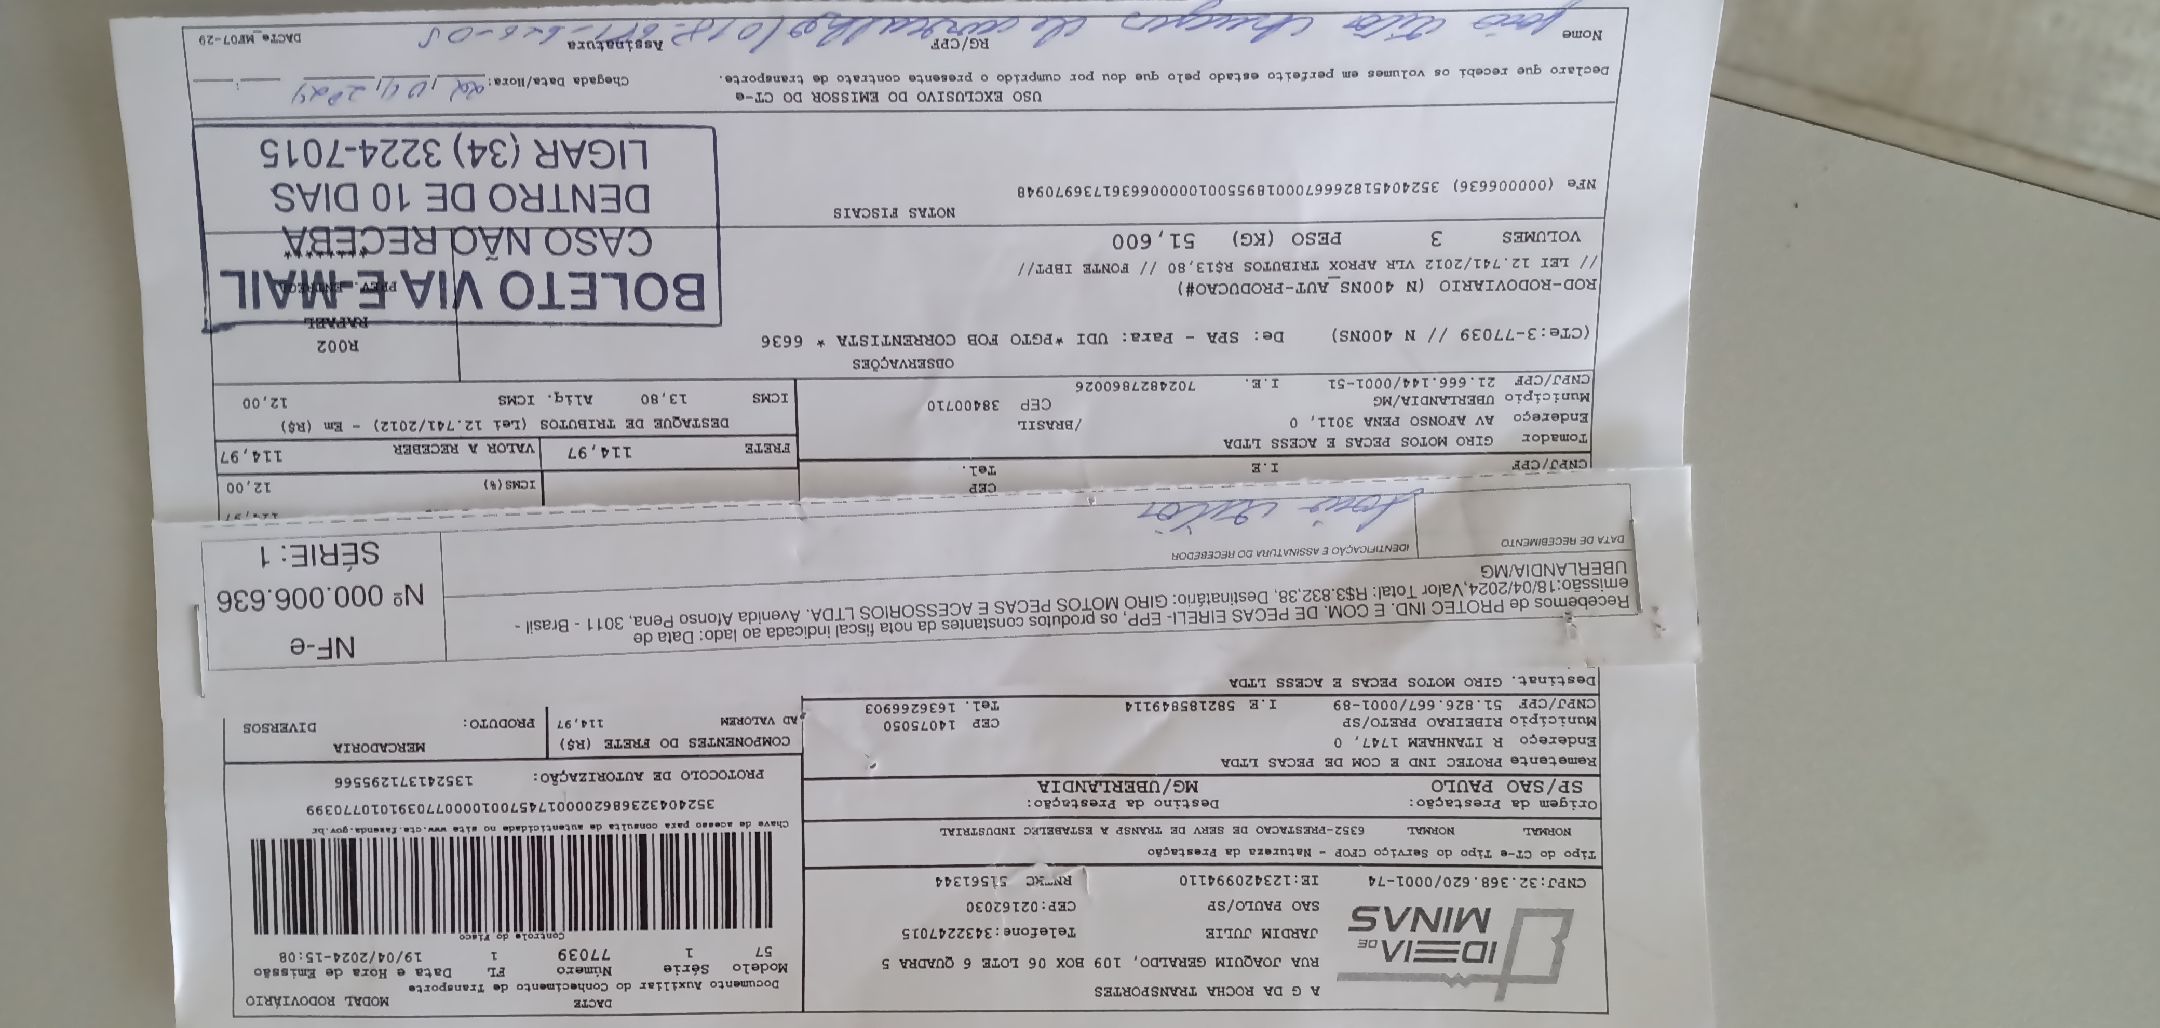 DACTE
MODAL RODOVIÁRIO
Documento Auxiliar do Conhecimento de Transporte
Modelo Série Número FL Data e Hora de Emissão
57 1 77039 1 19/04/2024-15:08
Controle do Fisco
IDEIA DE
MINAS
A G DA ROCHA TRANSPORTES
RUA JOAQUIM GERALDO, 109 BOX 06 LOTE 6 QUADRA 5
JARDIM JULIE Telefone:3432247015
SAO PAULO/SP CEP:02162030
CNPJ:32.368.620/0001-74 IE:123420994110 51561344
Tipo do CT-e Tipo do Serviço CFOP - Natureza da Prestação
NORMAL NORMAL 6352-PRESTACAO DE SERV DE TRANSP A ESTABELEC INDUSTRIAL
Chave de acesso para consulta de autenticidade no site www.cte.fazenda.gov.br
35240432368620000174570010000770391010770399
PROTOCOLO DE AUTORIZAÇÃO: 135241371295566
Origem da Prestação: Destino da Prestação:
SP/SAO PAULO MG/UBERLANDIA
Remetente PROTEC IND E COM DE PECAS LTDA
Endereço R ITANHAEM 1747, 0
Município RIBEIRAO PRETO/SP CEP 14075050
CNPJ/CPF 51.826.667/0001-89 I.E 582185849114 Tel. 1636266903
Destinat. GIRO MOTOS PECAS E ACESS LTDA
COMPONENTES DO FRETE (R$) MERCADORIA
AD VALOREM 114,97 PRODUTO: DIVERSOS
Recebemos de PROTEC IND. E COM. DE PECAS EIRELI- EPP, os produtos constantes da nota fiscal indicada ao lado: Data de
emissão:18/04/2024,Valor Total: R$3.832,38, Destinatário: GIRO MOTOS PECAS E ACESSORIOS LTDA. Avenida Afonso Pena, 3011 - Brasil -
UBERLANDIA/MG
DATA DE RECEBIMENTO
IDENTIFICAÇÃO E ASSINATURA DO RECEBEDOR
NF-e
Nº 000.006.636
SÉRIE: 1
CEP
CNPJ/CPF I.E Tel.
ICMS(%) 12,00
FRETE 114,97 VALOR A RECEBER 114,97
Tomador GIRO MOTOS PECAS E ACESS LTDA
Endereço AV AFONSO PENA 3011, 0 /BRASIL
Município UBERLANDIA/MG CEP 38400710
CNPJ/CPF 21.666.144/0001-51 I.E. 7024827860026
DESTAQUE DE TRIBUTOS (Lei 12.741/2012) - Em (R$)
ICMS 13,80 Aliq. ICMS 12,00
OBSERVAÇÕES
(CTe:3-77039 // N 400NS) De: SPA - Para: UDI *PGTO FOB CORRENTISTA * 6636
R002
RAFAEL
PREV. ENTREGA
ROD-RODOVIARIO (N 400NS_AUT-PRODUCAO#)
// LEI 12.741/2012 VLR APROX TRIBUTOS R$13,80 // FONTE IBPT//
VOLUMES 3 PESO (KG) 51,600
BOLETO VIA E-MAIL
CASO NÃO RECEBA
DENTRO DE 10 DIAS
LIGAR (34) 3224-7015
NOTAS FISCAIS
NFe (000006636) 35240451826667000189550010000066361736970948
USO EXCLUSIVO DO EMISSOR DO CT-e
Declaro que recebi os volumes em perfeito estado pelo que dou por cumprido o presente contrato de transporte.
Chegada Data/Hora: 22/04/2024
Nome RG/CPF Assinatura
DACTe_MF07-29